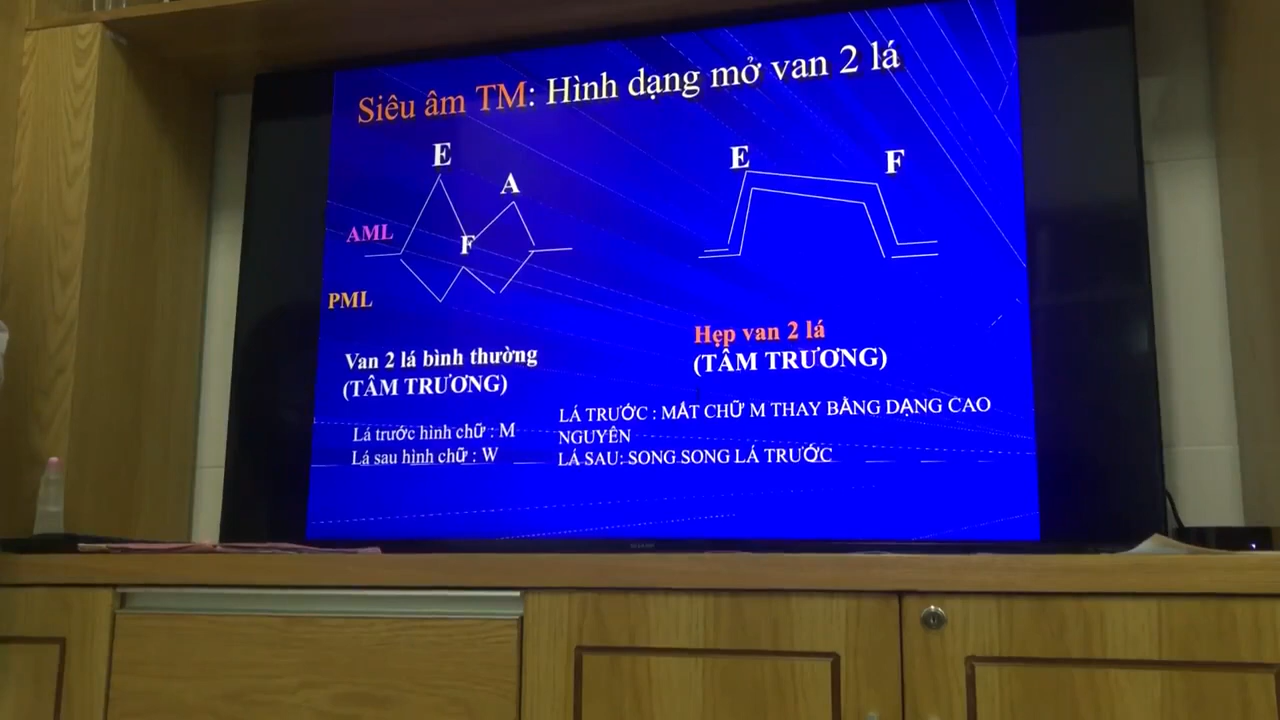 Siêu âm TM: Hình dạng mở van 2 lá
E
A
AML
F
PML
E
F
Van 2 lá bình thường
(TÂM TRƯƠNG)
Lá trước hình chữ : M
Lá sau hình chữ : W
Hẹp van 2 lá
(TÂM TRƯƠNG)
LÁ TRƯỚC : MẤT CHỮ M THAY BẰNG DẠNG CAO
NGUYÊN
LÁ SAU: SONG SONG LÁ TRƯỚC